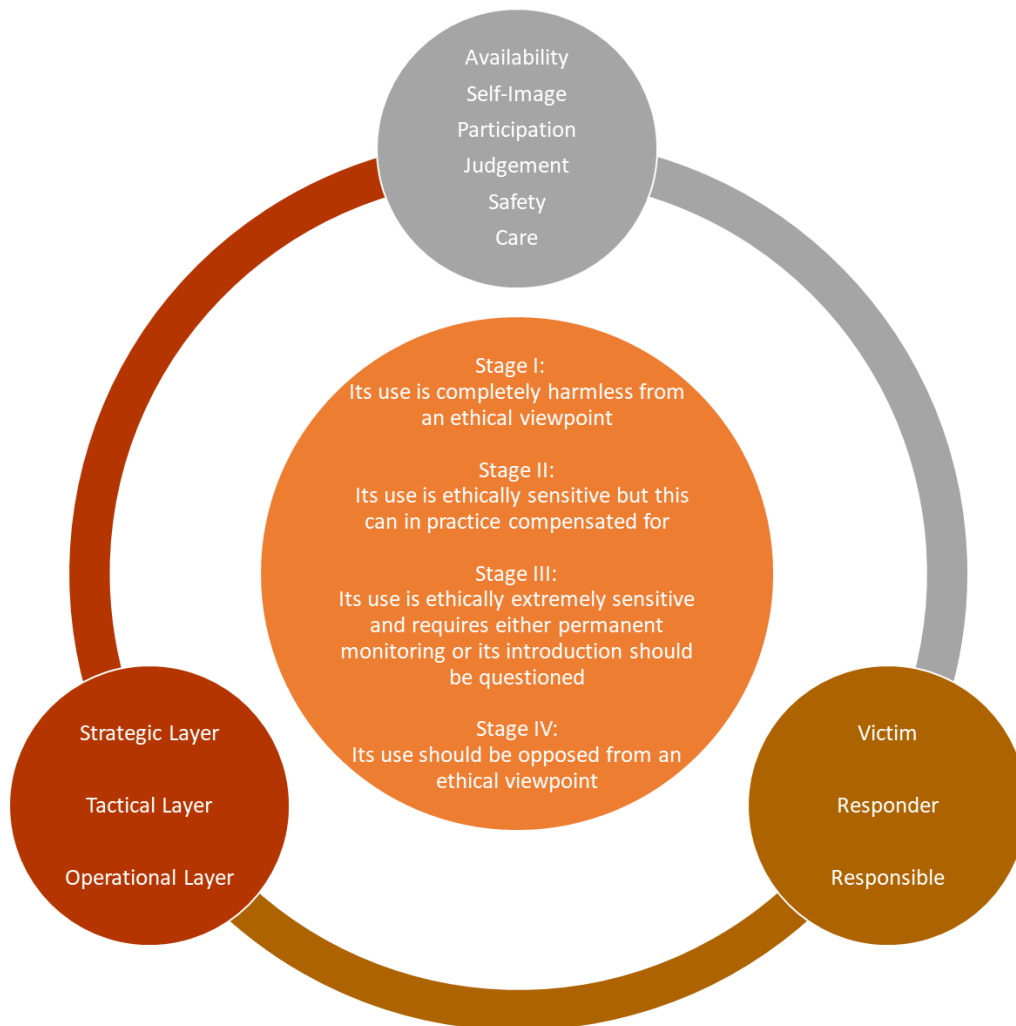 Availability
Self-Image
Participation
Judgement
Safety
Care
Stage I:
Its use is completely harmless from
an ethical viewpoint
Stage II:
Its use is ethically sensitive but this
can in practice compensated for
Stage III:
Its use is ethically extremely sensitive
and requires either permanent
monitoring or its introduction should
be questioned
Stage IV:
Its use should be opposed from an
ethical viewpoint
Strategic Layer
Tactical Layer
Operational Layer
Victim
Responder
Responsible